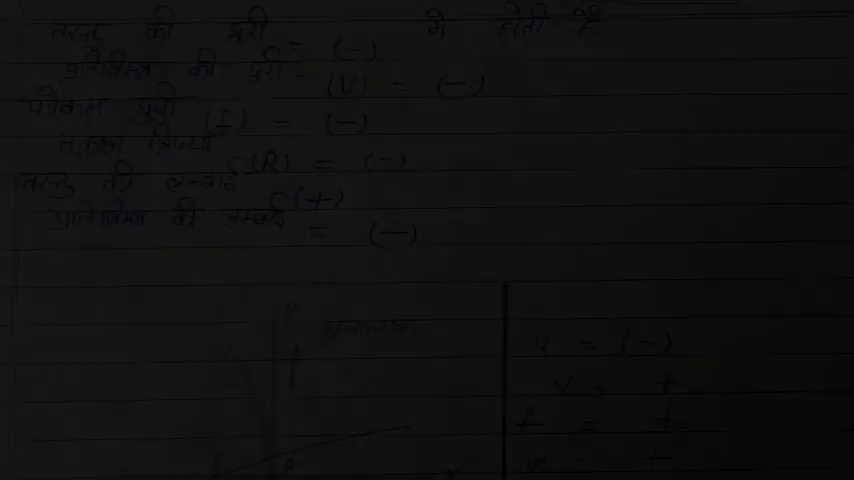 वस्तु की दूरी में होती है
= (-)
प्रतिबिम्ब की दूरी -
(V) = (-)
फोकस दूरी
(f) = (-)
वक्रता त्रिज्या
(R) = (-)
वस्तु की लम्बाई
(+)
प्रतिबिम्ब की लम्बाई
= (-)
u = (-)
v = +
f = +
= +